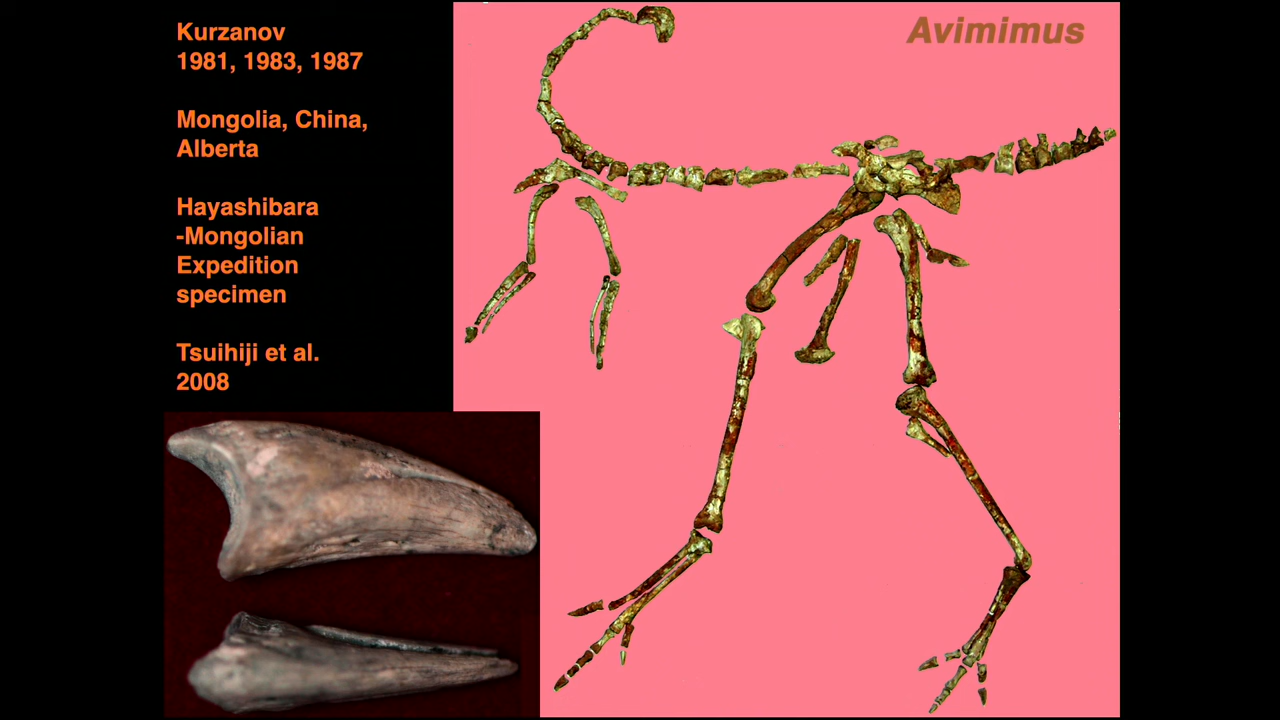 Kurzanov
1981, 1983, 1987
Mongolia, China,
Alberta
Hayashibara
-Mongolian
Expedition
specimen
Tsuihiji et al.
2008
Avimimus